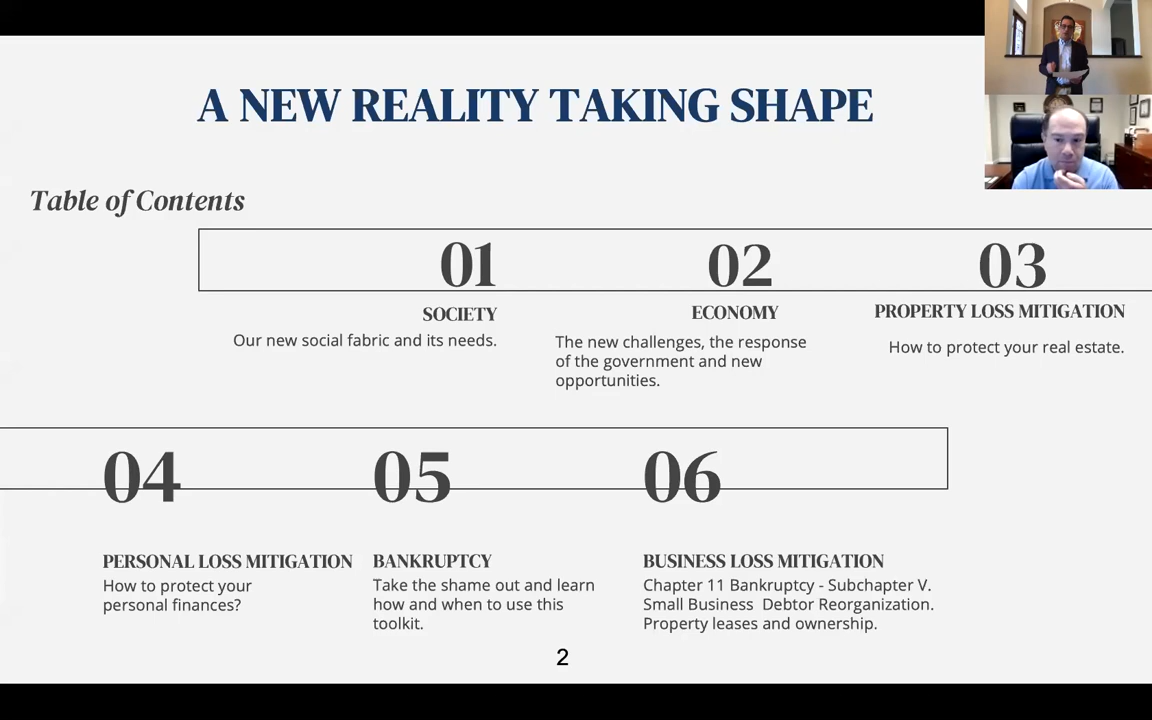 A NEW REALITY TAKING SHAPE
Table of Contents
01
SOCIETY
Our new social fabric and its needs.
02
ECONOMY
The new challenges, the response
of the government and new
opportunities.
03
PROPERTY LOSS MITIGATION
How to protect your real estate.
04
PERSONAL LOSS MITIGATION
How to protect your
personal finances?
05
BANKRUPTCY
Take the shame out and learn
how and when to use this
toolkit.
06
BUSINESS LOSS MITIGATION
Chapter 11 Bankruptcy - Subchapter V.
Small Business  Debtor Reorganization.
Property leases and ownership.
2